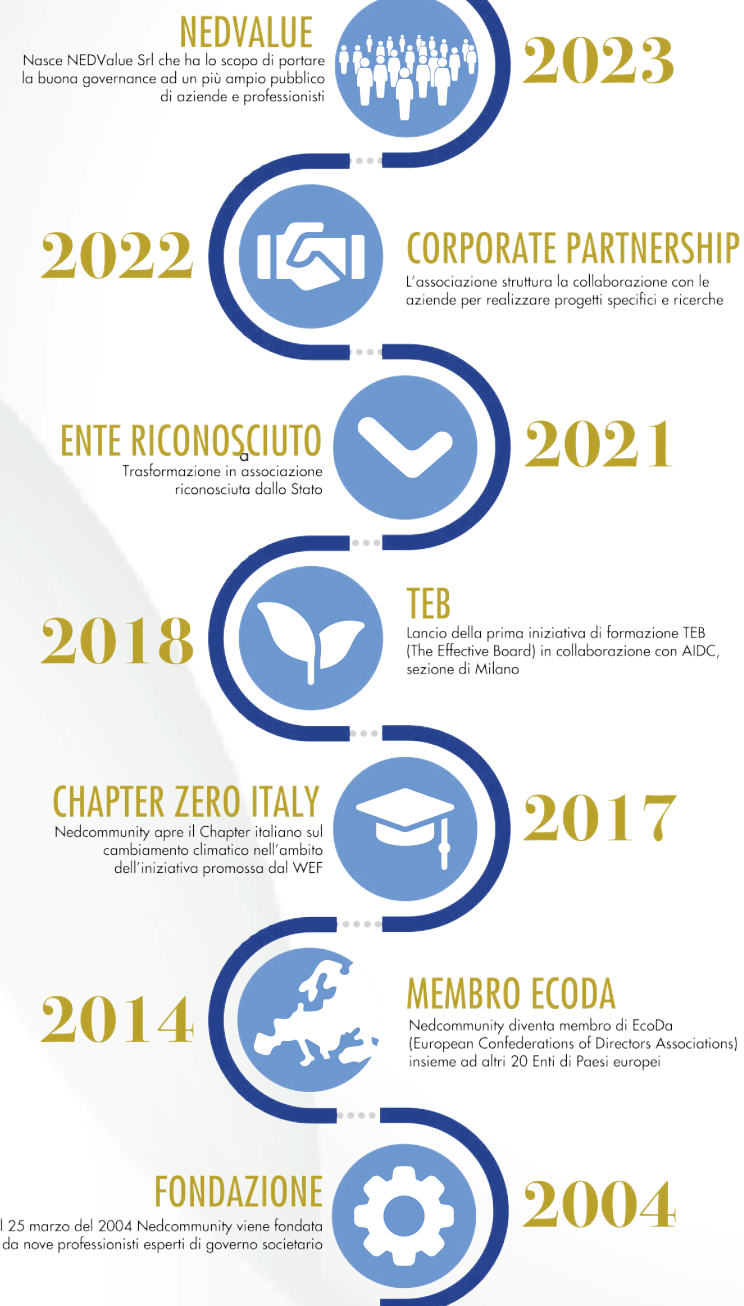 NEDVALUE
Nasce NEDValue Srl che ha lo scopo di portare
la buona governance ad un più ampio pubblico
di aziende e professionisti
2023
2022
CORPORATE PARTNERSHIP
L'associazione struttura la collaborazione con le
aziende per realizzare progetti specifici e ricerche
ENTE RICONOSCIUTO
a
Trasformazione in associazione
riconosciuta dallo Stato
2021
2018
TEB
Lancio della prima iniziativa di formazione TEB
(The Effective Board) in collaborazione con AIDC,
sezione di Milano
CHAPTER ZERO ITALY
Nedcommunity apre il Chapter italiano sul
cambiamento climatico nell'ambito
dell'iniziativa promossa dal WEF
2017
2014
MEMBRO ECODA
Nedcommunity diventa membro di EcoDa
(European Confederations of Directors Associations)
insieme ad altri 20 Enti di Paesi europei
FONDAZIONE
l 25 marzo del 2004 Nedcommunity viene fondata
da nove professionisti esperti di governo societario
2004